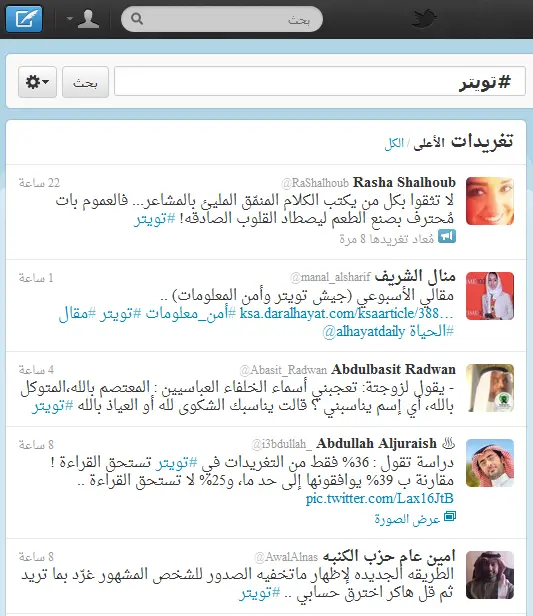 بحث
#تويتر
بحث
تغريدات الأعلى / الكل
Rasha Shalhoub @RaShalhoub 22 ساعة
لا تثقوا بكل من يكتب الكلام المنمّق المليئ بالمشاعر... فالعموم بات
مُحترف بصنع الطعم ليصطاد القلوب الصادقه! #تويتر
مُعاد تغريدها 8 مرة
منال الشريف @manal_alsharif 1 ساعة
مقالي الأسبوعي (جيش تويتر وأمن المعلومات) ..
ksa.daralhayat.com/ksaarticle/388… #أمن_معلومات #تويتر #مقال
#الحياة @alhayatdaily
Abdulbasit Radwan @Abasit_Radwan 4 ساعة
- يقول لزوجتة: تعجبني أسماء الخلفاء العباسيين : المعتصم بالله،المتوكل
بالله، أي إسم يناسبني ؟ قالت يناسبك الشكوى لله أو العياذ بالله #تويتر
Abdullah Aljuraish ♨ @i3bdullah_ 8 ساعة
دراسة تقول : 36% فقط من التغريدات في #تويتر تستحق القراءة !
مقارنة ب 39% يوافقونها إلى حد ما، و25% لا تستحق القراءة ..
pic.twitter.com/Lax16JtB
عرض الصورة
امين عام حزب الكنبه @AwalAlnas 8 ساعة
الطريقه الجديده لإظهار ماتخفيه الصدور للشخص المشهور غرّد بما تريد
ثم قل هاكر اخترق حسابي .. #تويتر